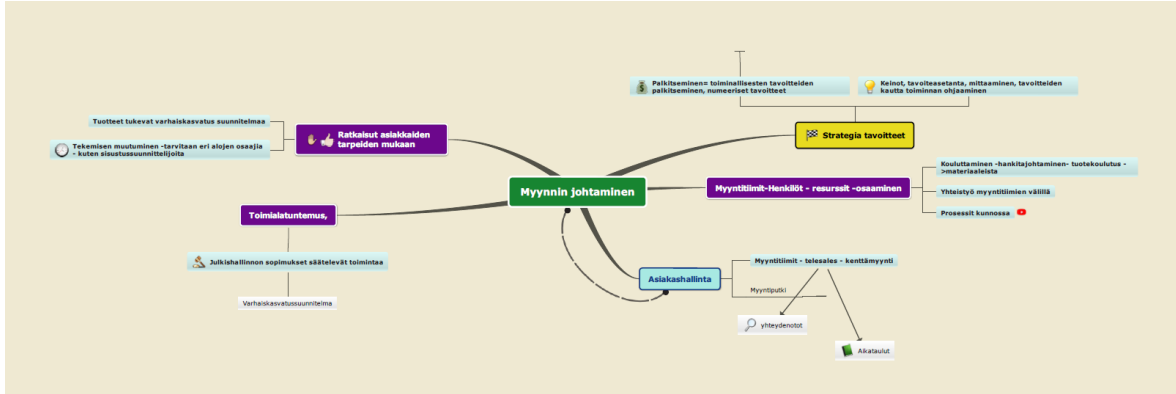 Palkitseminen= toiminallisesten tavoitteiden
palkitseminen, numeeriset tavoitteet
Keinot, tavoiteasetanta, mittaaminen, tavoitteiden
kautta toiminnan ohjaaminen
Strategia tavoitteet
Tuotteet tukevat varhaiskasvatus suunnitelmaa
Tekemisen muutuminen -tarvitaan eri alojen osaajia
- kuten sisustussuunnittelijoita
Ratkaisut asiakkaiden
tarpeiden mukaan
Myynnin johtaminen
Myyntitiimit-Henkilöt - resurssit -osaaminen
Kouluttaminen -hankitajohtaminen- tuotekoulutus -
>materiaaleista
Yhteistyö myyntitiimien välillä
Prosessit kunnossa
Toimialatuntemus,
Julkishallinnon sopimukset säätelevät toimintaa
Varhaiskasvatussuunnitelma
Asiakashallinta
Myyntitiimit - telesales - kenttämyynti
Myyntiputki
yhteydenotot
Aikataulut